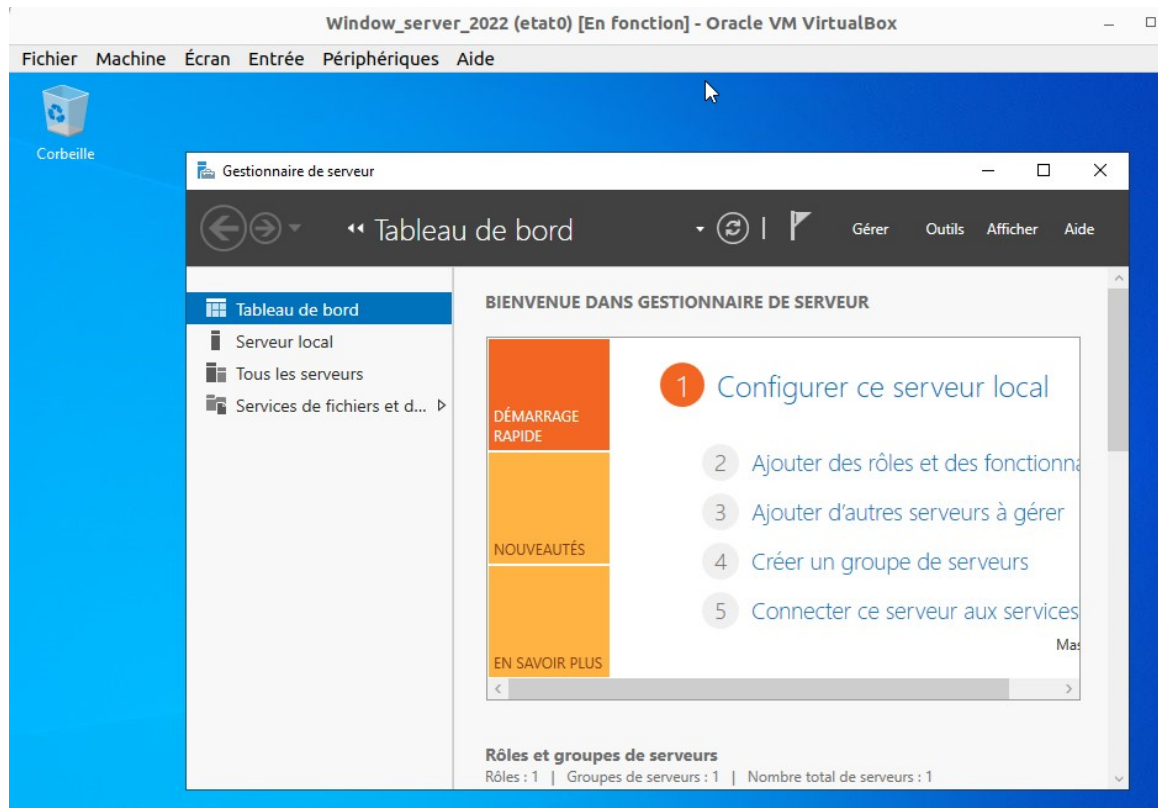 Window_server_2022 (etat0) [En fonction] - Oracle VM VirtualBox
Fichier Machine Écran Entrée Périphériques Aide
Corbeille
Gestionnaire de serveur
Tableau de bord
Gérer Outils Afficher Aide
Tableau de bord
Serveur local
Tous les serveurs
Services de fichiers et d...
BIENVENUE DANS GESTIONNAIRE DE SERVEUR
DÉMARRAGE
RAPIDE
NOUVEAUTÉS
EN SAVOIR PLUS
1 Configurer ce serveur local
2 Ajouter des rôles et des fonctionna
3 Ajouter d'autres serveurs à gérer
4 Créer un groupe de serveurs
5 Connecter ce serveur aux services
Mas
Rôles et groupes de serveurs
Rôles : 1 | Groupes de serveurs : 1 | Nombre total de serveurs : 1